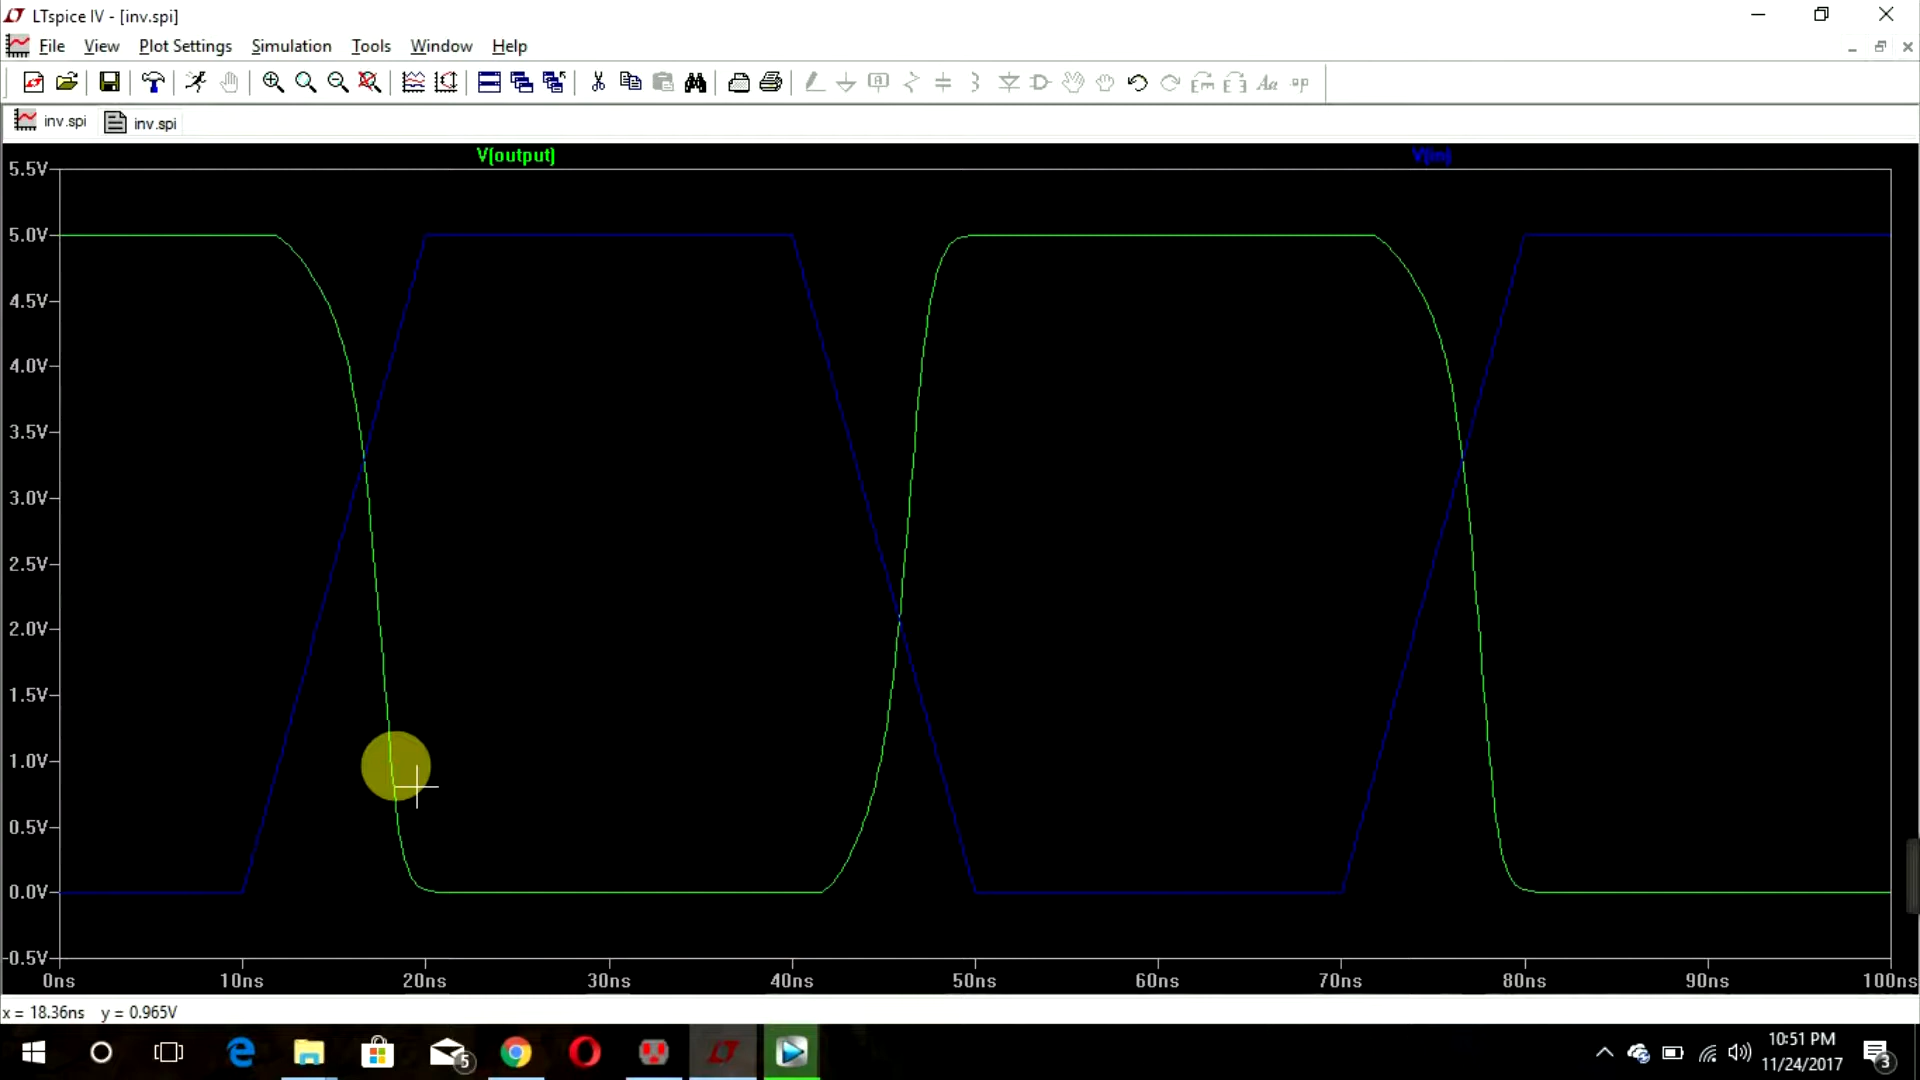 LTspice IV - [inv.spi]
File View Plot Settings Simulation Tools Window Help
inv.spi inv.spi
V(output) V(in)
5.5V
5.0V
4.5V
4.0V
3.5V
3.0V
2.5V
2.0V
1.5V
1.0V
0.5V
0.0V
-0.5V
0ns 10ns 20ns 30ns 40ns 50ns 60ns 70ns 80ns 90ns 100ns
x = 18.36ns y = 0.965V
5
10:51 PM
11/24/2017
3